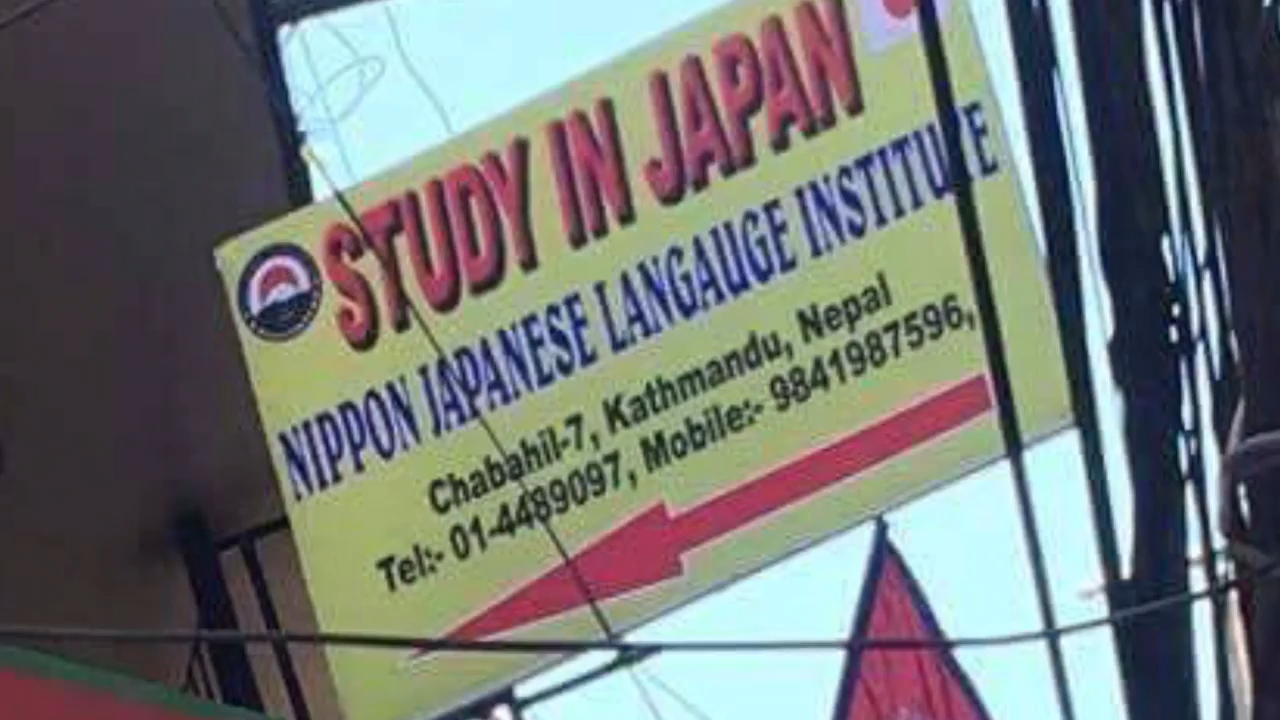 STUDY IN JAPAN
NIPPON JAPANESE LANGAUGE INSTITUTE
Chabahil-7, Kathmandu, Nepal
Tel:- 01-4489097, Mobile:- 9841987596,